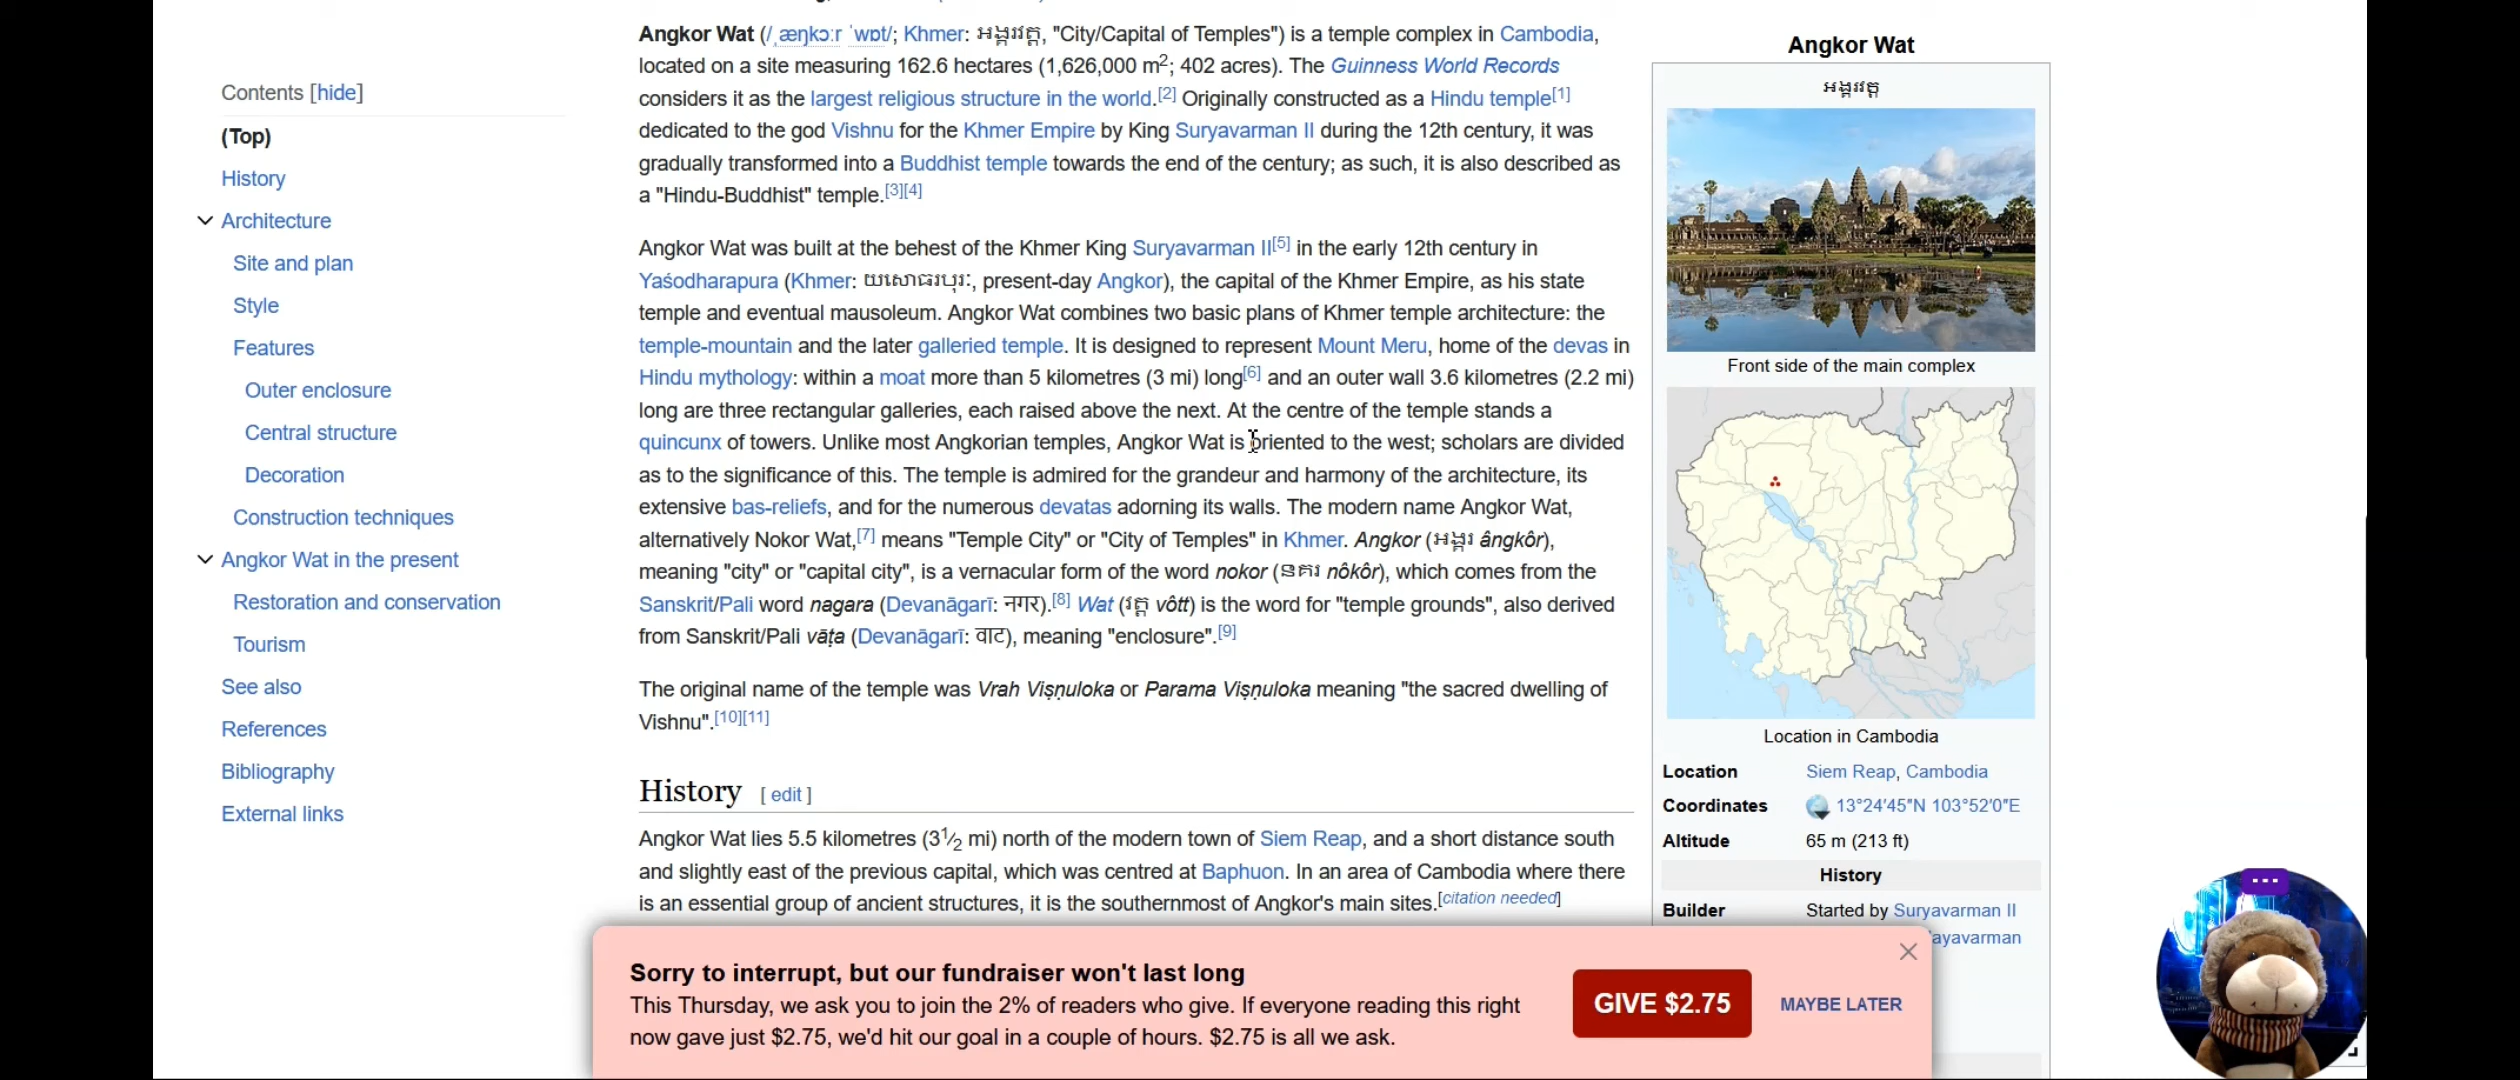 Contents [hide]
(Top)
History
Architecture
Site and plan
Style
Features
Outer enclosure
Central structure
Decoration
Construction techniques
Angkor Wat in the present
Restoration and conservation
Tourism
See also
References
Bibliography
External links
Angkor Wat (/ˌæŋkɔːr ˈwɒt/; Khmer: អង្គរវត្ត, "City/Capital of Temples") is a temple complex in Cambodia,
located on a site measuring 162.6 hectares (1,626,000 m²; 402 acres). The Guinness World Records
considers it as the largest religious structure in the world.[2] Originally constructed as a Hindu temple[1]
dedicated to the god Vishnu for the Khmer Empire by King Suryavarman II during the 12th century, it was
gradually transformed into a Buddhist temple towards the end of the century; as such, it is also described as
a "Hindu-Buddhist" temple.[3][4]
Angkor Wat was built at the behest of the Khmer King Suryavarman II[5] in the early 12th century in
Yaśodharapura (Khmer: យសោធរបុរៈ, present-day Angkor), the capital of the Khmer Empire, as his state
temple and eventual mausoleum. Angkor Wat combines two basic plans of Khmer temple architecture: the
temple-mountain and the later galleried temple. It is designed to represent Mount Meru, home of the devas in
Hindu mythology: within a moat more than 5 kilometres (3 mi) long[6] and an outer wall 3.6 kilometres (2.2 mi)
long are three rectangular galleries, each raised above the next. At the centre of the temple stands a
quincunx of towers. Unlike most Angkorian temples, Angkor Wat is oriented to the west; scholars are divided
as to the significance of this. The temple is admired for the grandeur and harmony of the architecture, its
extensive bas-reliefs, and for the numerous devatas adorning its walls. The modern name Angkor Wat,
alternatively Nokor Wat,[7] means "Temple City" or "City of Temples" in Khmer. Angkor (អង្គរ ângkôr),
meaning "city" or "capital city", is a vernacular form of the word nokor (នគរ nôkôr), which comes from the
Sanskrit/Pali word nagara (Devanāgarī: नगर).[8] Wat (វត្ត vôtt) is the word for "temple grounds", also derived
from Sanskrit/Pali vāṭa (Devanāgarī: वाट), meaning "enclosure".[9]
The original name of the temple was Vrah Viṣṇuloka or Parama Viṣṇuloka meaning "the sacred dwelling of
Vishnu".[10][11]
History [ edit ]
Angkor Wat lies 5.5 kilometres (3 1⁄2 mi) north of the modern town of Siem Reap, and a short distance south
and slightly east of the previous capital, which was centred at Baphuon. In an area of Cambodia where there
is an essential group of ancient structures, it is the southernmost of Angkor's main sites.[citation needed]
Angkor Wat
អង្គរវត្ត
Front side of the main complex
Location in Cambodia
Location Siem Reap, Cambodia
Coordinates 13°24′45″N 103°52′0″E
Altitude 65 m (213 ft)
History
Builder Started by Suryavarman II
ayavarman
Sorry to interrupt, but our fundraiser won't last long
This Thursday, we ask you to join the 2% of readers who give. If everyone reading this right
now gave just $2.75, we'd hit our goal in a couple of hours. $2.75 is all we ask.
GIVE $2.75
MAYBE LATER